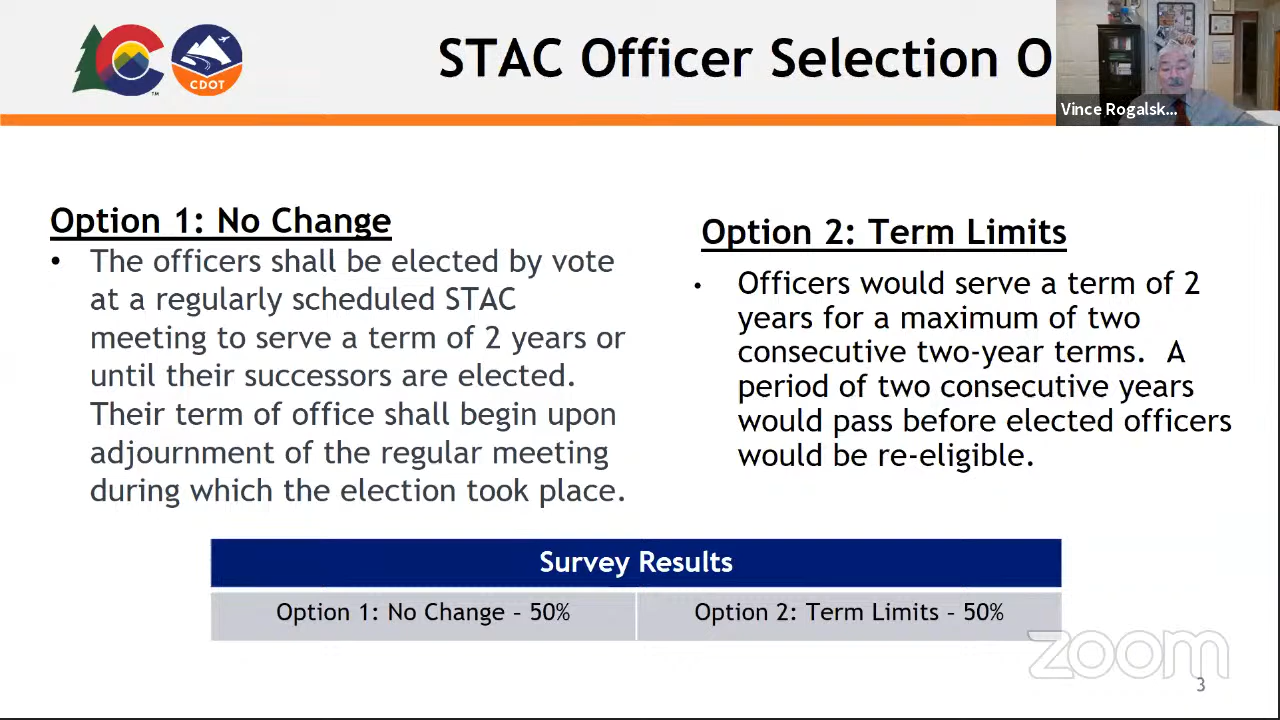 CDOT
STAC Officer Selection O
Vince Rogalsk...
Option 1: No Change
• The officers shall be elected by vote
at a regularly scheduled STAC
meeting to serve a term of 2 years or
until their successors are elected.
Their term of office shall begin upon
adjournment of the regular meeting
during which the election took place.
Option 2: Term Limits
• Officers would serve a term of 2
years for a maximum of two
consecutive two-year terms. A
period of two consecutive years
would pass before elected officers
would be re-eligible.
Survey Results
Option 1: No Change – 50%
Option 2: Term Limits – 50%
zoom
3